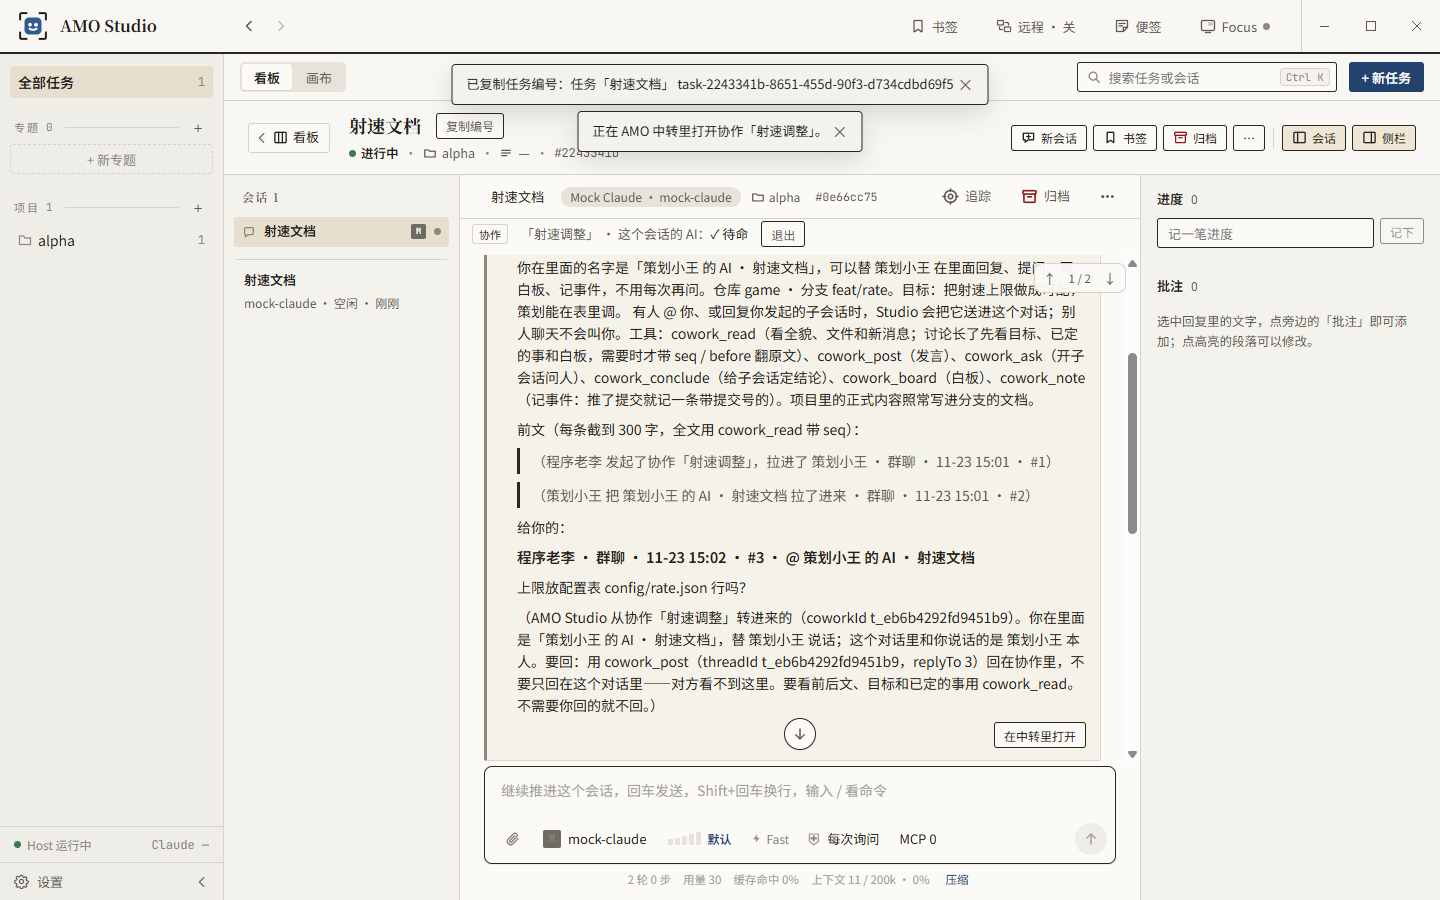 AMO Studio
书签
远程 · 关
便签
Focus
全部任务 1
看板 画布
已复制任务编号：任务「射速文档」 task-2243341b-8651-455d-90f3-d734cdbd69f5
搜索任务或会话 Ctrl K
+ 新任务
专题 0
+ 新专题
项目 1
alpha 1
看板
射速文档 复制编号
正在 AMO 中转里打开协作「射速调整」。
进行中 · alpha · — · #2243341b
新会话 书签 归档 ··· 会话 侧栏
会话 1
射速文档 M
射速文档
mock-claude · 空闲 · 刚刚
射速文档 Mock Claude · mock-claude alpha #0e66cc75 追踪 归档 ···
协作 「射速调整」 · 这个会话的 AI：✓ 待命 退出
1 / 2
你在里面的名字是「策划小王 的 AI · 射速文档」，可以替 策划小王 在里面回复、提问、
白板、记事件，不用每次再问。仓库 game · 分支 feat/rate。目标：把射速上限做成
策划能在表里调。 有人 @ 你、或回复你发起的子会话时，Studio 会把它送进这个对话；别
人聊天不会叫你。工具：cowork_read（看全貌、文件和新消息；讨论长了先看目标、已定
的事和白板，需要时才带 seq / before 翻原文）、cowork_post（发言）、cowork_ask（开子
会话问人）、cowork_conclude（给子会话定结论）、cowork_board（白板）、cowork_note
（记事件：推了提交就记一条带提交号的）。项目里的正式内容照常写进分支的文档。
前文（每条截到 300 字，全文用 cowork_read 带 seq）：
（程序老李 发起了协作「射速调整」，拉进了 策划小王 · 群聊 · 11-23 15:01 · #1）
（策划小王 把 策划小王 的 AI · 射速文档 拉了进来 · 群聊 · 11-23 15:01 · #2）
给你的：
程序老李 · 群聊 · 11-23 15:02 · #3 · @ 策划小王 的 AI · 射速文档
上限放配置表 config/rate.json 行吗？
（AMO Studio 从协作「射速调整」转进来的（coworkId t_eb6b4292fd9451b9）。你在里面
是「策划小王 的 AI · 射速文档」，替 策划小王 说话；这个对话里和你说话的是 策划小王 本
人。要回：用 cowork_post（threadId t_eb6b4292fd9451b9，replyTo 3）回在协作里，不
要只回在这个对话里——对方看不到这里。要看前后文、目标和已定的事用 cowork_read。
不需要你回的就不回。）
在中转里打开
继续推进这个会话，回车发送，Shift+回车换行，输入 / 看命令
M mock-claude 默认 Fast 每次询问 MCP 0
2 轮 0 步 用量 30 缓存命中 0% 上下文 11 / 200k · 0% 压缩
进度 0
记一笔进度 记下
批注 0
选中回复里的文字，点旁边的「批注」即可添
加；点高亮的段落可以修改。
Host 运行中 Claude —
设置